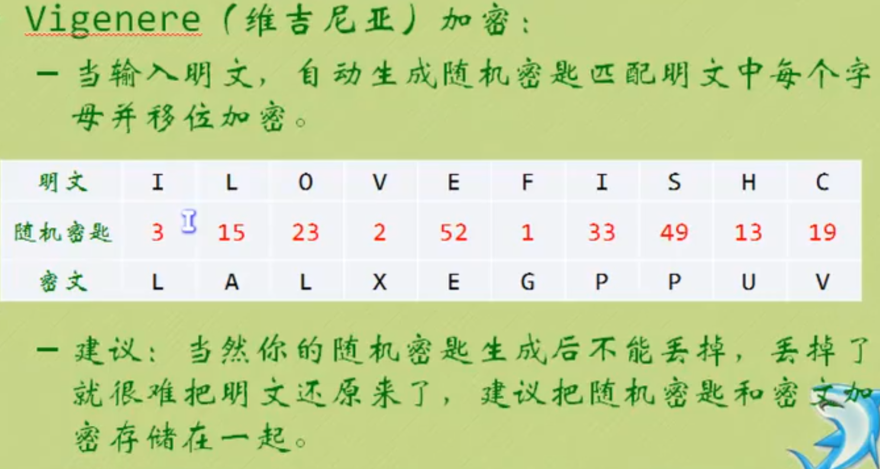 Vigenere（维吉尼亚）加密：
– 当输入明文，自动生成随机密匙匹配明文中每个字
母并移位加密。
明文 I L O V E F I S H C
随机密匙 3 15 23 2 52 1 33 49 13 19
密文 L A L X E G P P U V
– 建议：当然你的随机密匙生成后不能丢掉，丢掉了
就很难把明文还原来了，建议把随机密匙和密文加
密存储在一起。